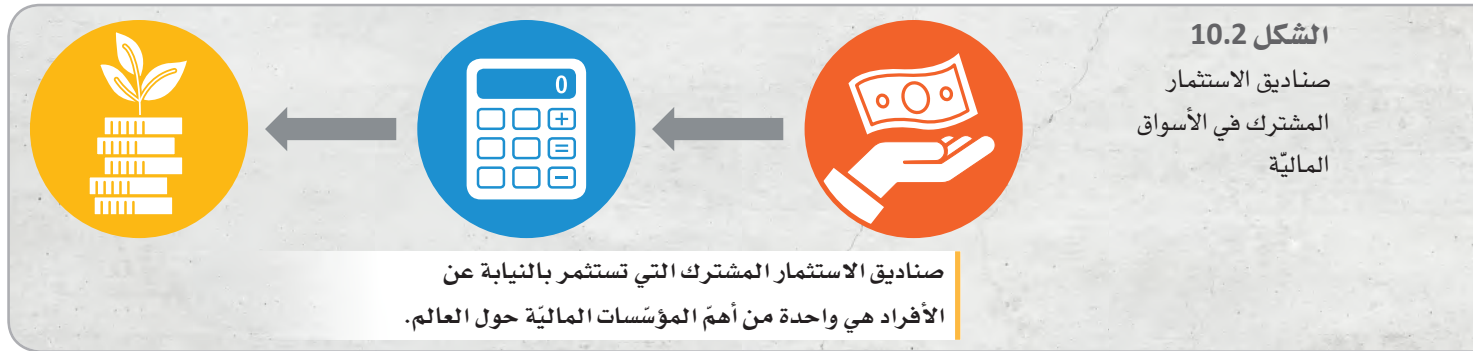 الشكل 10.2
صناديق الاستثمار
المشترك في الأسواق
الماليّة
0
+
=
−
صناديق الاستثمار المشترك التي تستثمر بالنيابة عن
الأفراد هي واحدة من أهمّ المؤسّسات الماليّة حول العالم.